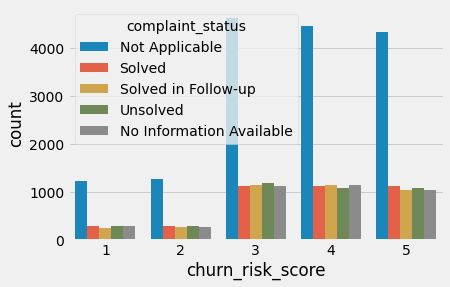 complaint_status
Not Applicable
Solved
Solved in Follow-up
Unsolved
No Information Available
count
4000
3000
2000
1000
0
1 2 3 4 5
churn_risk_score